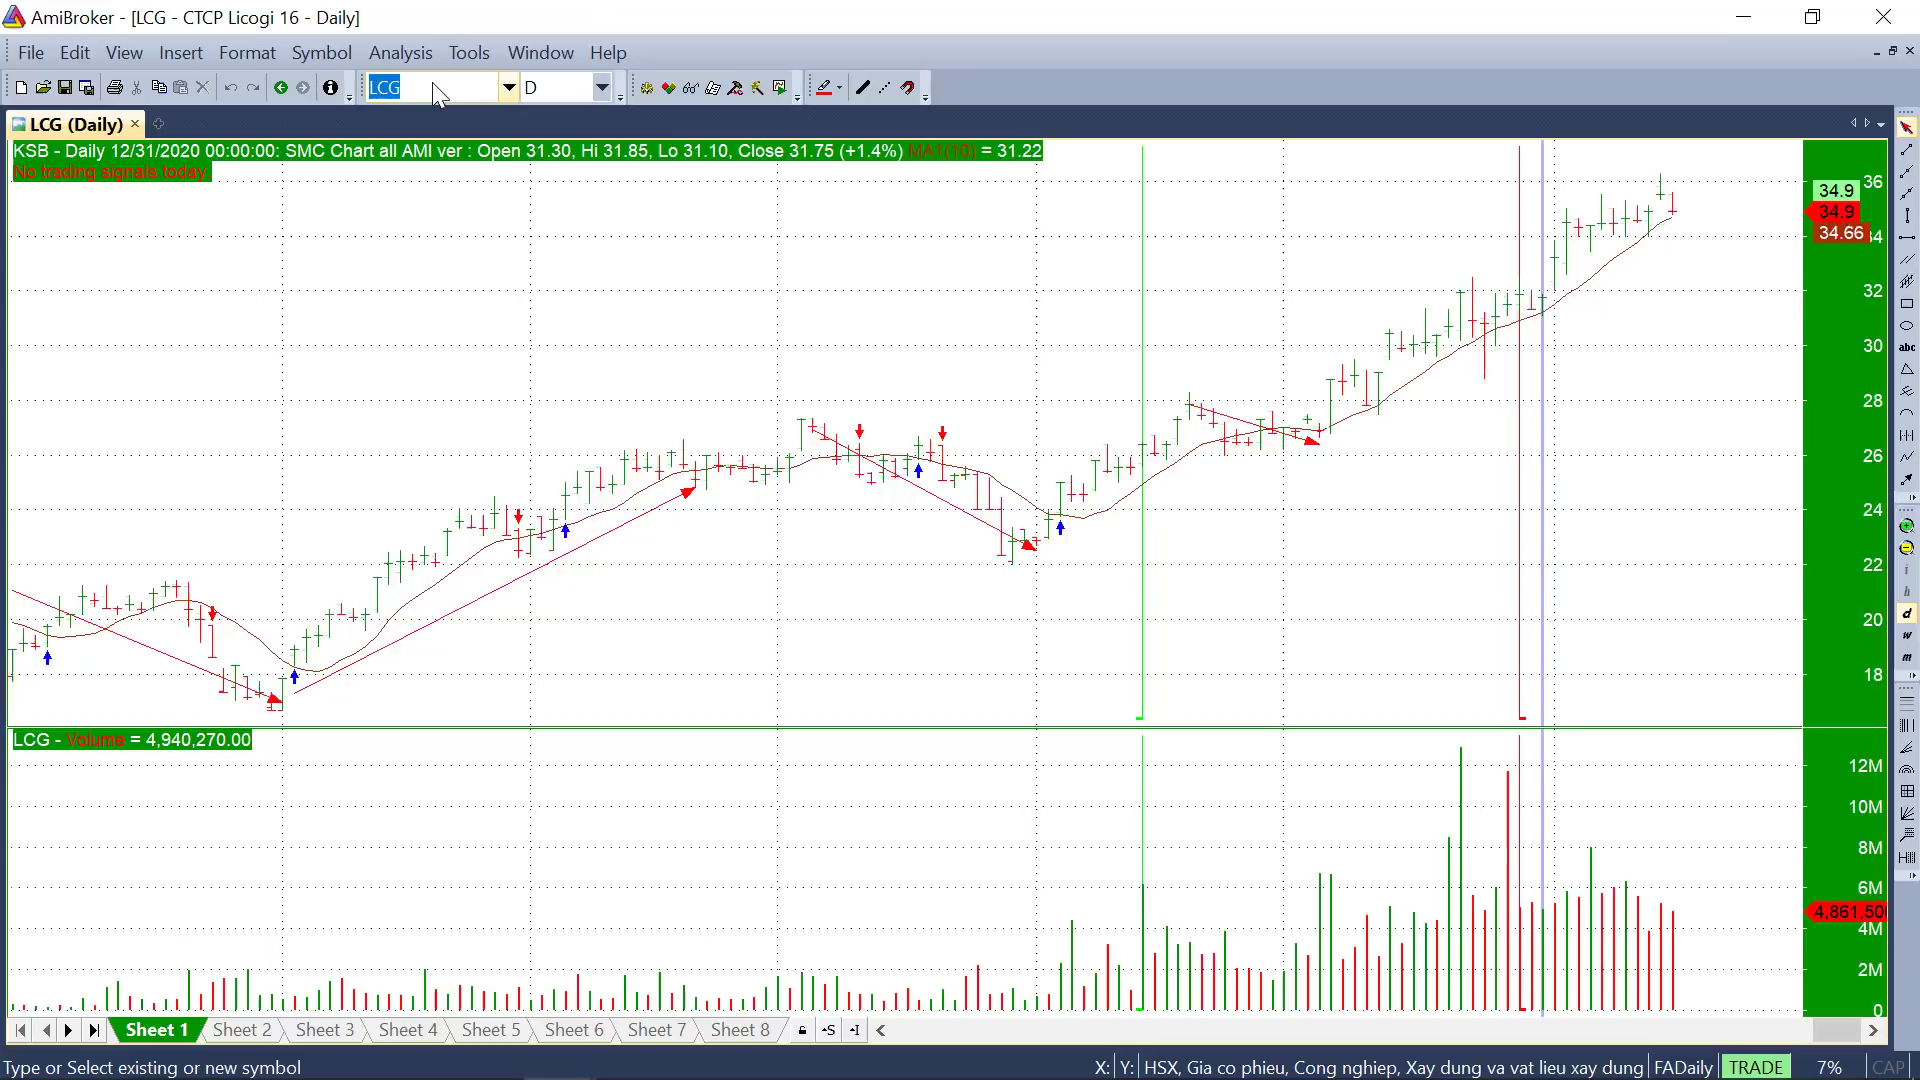 AmiBroker - [LCG - CTCP Licogi 16 - Daily]
File Edit View Insert Format Symbol Analysis Tools Window Help
LCG D
LCG (Daily)
KSB - Daily 12/31/2020 00:00:00: SMC Chart all AMI ver : Open 31.30, Hi 31.85, Lo 31.10, Close 31.75 (+1.4%) MA1(10) = 31.22
No trading signals today
36
34.9
34.9
34.66
34
32
30
28
26
24
22
20
18
abc
i
h
d
w
m
LCG - Volume = 4,940,270.00
12M
10M
8M
6M
4,861,50
4M
2M
0
Sheet 1 Sheet 2 Sheet 3 Sheet 4 Sheet 5 Sheet 6 Sheet 7 Sheet 8
Type or Select existing or new symbol X: Y: HSX, Gia co phieu, Cong nghiep, Xay dung va vat lieu xay dung FADaily TRADE 7% CAP